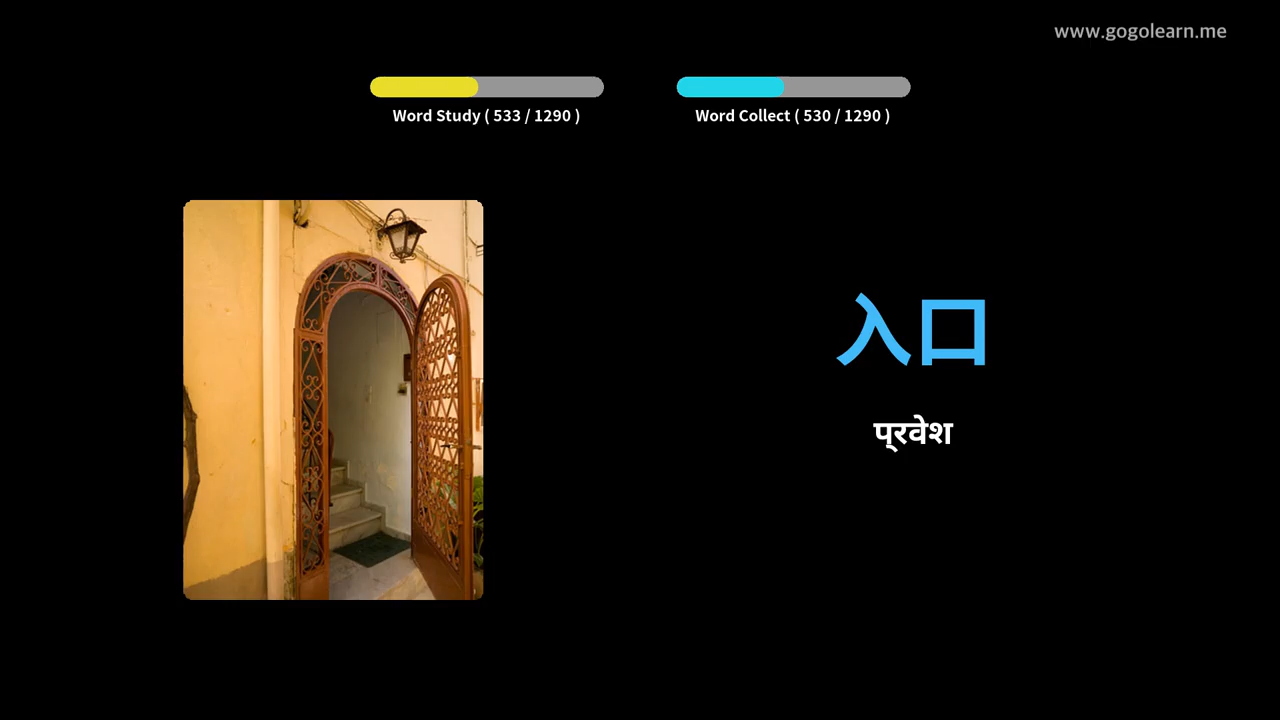 www.gogolearn.me
Word Study ( 533 / 1290 )
Word Collect ( 530 / 1290 )
入口
प्रवेश